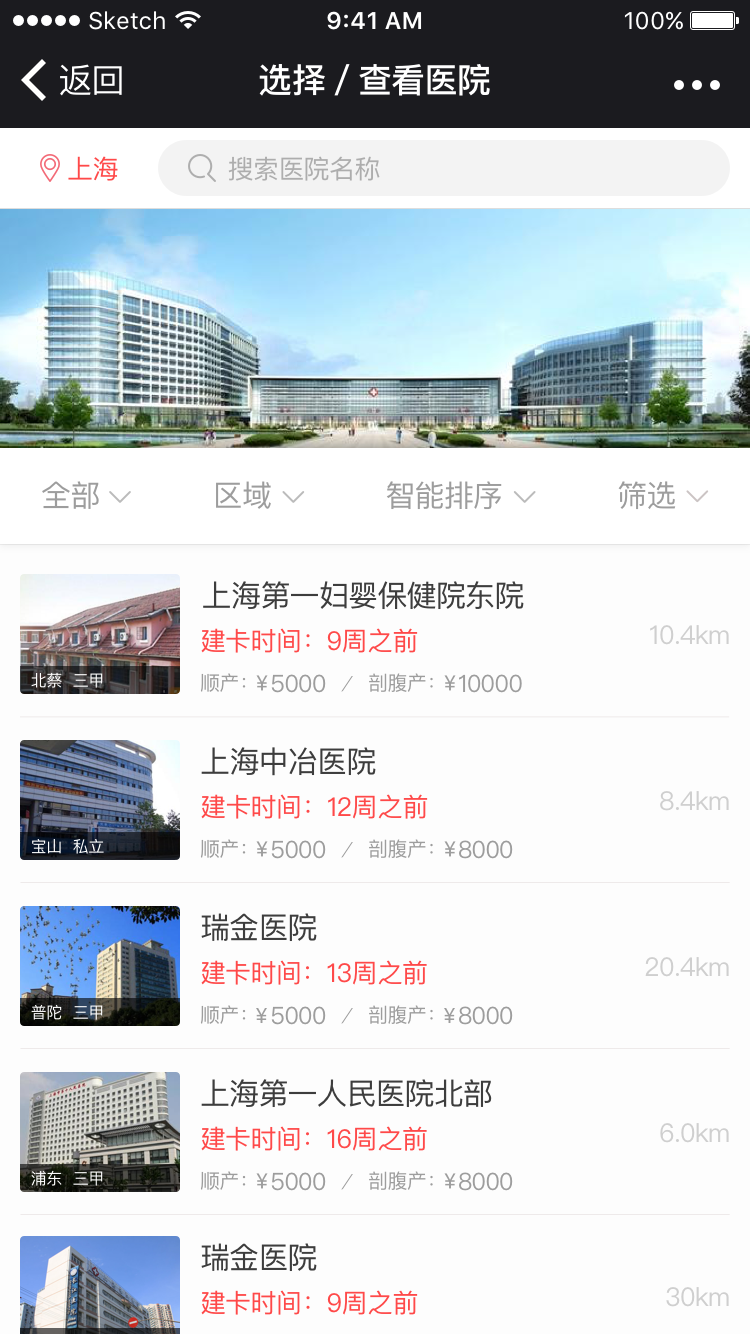 Sketch 9:41 AM 100%
返回 选择 / 查看医院
上海 搜索医院名称
全部 区域 智能排序 筛选
上海第一妇婴保健院东院
建卡时间：9周之前
10.4km
北蔡 三甲
顺产：¥5000 / 剖腹产：¥10000
上海中冶医院
建卡时间：12周之前
8.4km
宝山 私立
顺产：¥5000 / 剖腹产：¥8000
瑞金医院
建卡时间：13周之前
20.4km
普陀 三甲
顺产：¥5000 / 剖腹产：¥8000
上海第一人民医院北部
建卡时间：16周之前
6.0km
浦东 三甲
顺产：¥5000 / 剖腹产：¥8000
瑞金医院
建卡时间：9周之前
30km